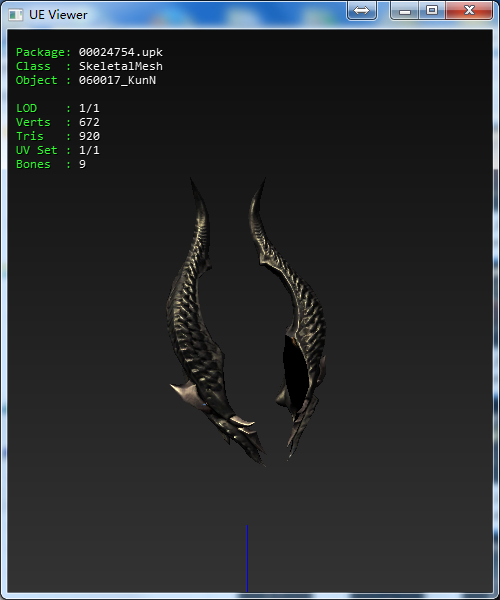 UE Viewer
Package: 00024754.upk
Class : SkeletalMesh
Object : 060017_KunN
LOD : 1/1
Verts : 672
Tris : 920
UV Set : 1/1
Bones : 9